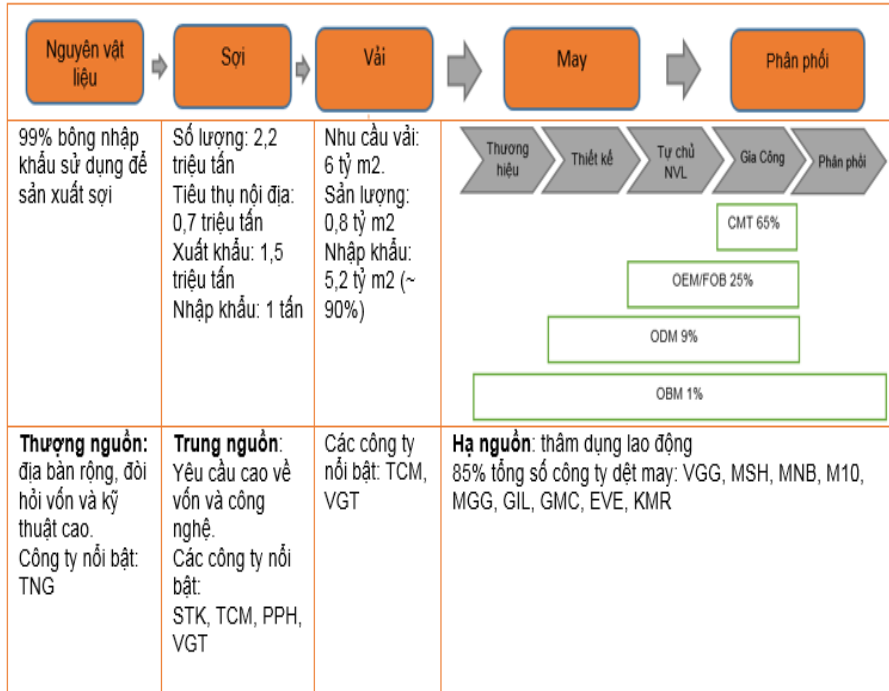 Nguyên vật
liệu
Sợi
Vải
May
Phân phối
99% bông nhập
khẩu sử dụng để
sản xuất sợi
Số lượng: 2,2
triệu tấn
Tiêu thụ nội địa:
0,7 triệu tấn
Xuất khẩu: 1,5
triệu tấn
Nhập khẩu: 1 tấn
Nhu cầu vải:
6 tỷ m2.
Sản lượng:
0,8 tỷ m2
Nhập khẩu:
5,2 tỷ m2 (~
90%)
Thương
hiệu
Thiết kế
Tự chủ
NVL
Gia Công
Phân phối
CMT 65%
OEM/FOB 25%
ODM 9%
OBM 1%
Thượng nguồn:
địa bàn rộng, đòi
hỏi vốn và kỹ
thuật cao.
Công ty nổi bật:
TNG
Trung nguồn:
Yêu cầu cao về
vốn và công
nghệ.
Các công ty nổi
bật:
STK, TCM, PPH,
VGT
Các công ty
nổi bật: TCM,
VGT
Hạ nguồn: thâm dụng lao động
85% tổng số công ty dệt may: VGG, MSH, MNB, M10,
MGG, GIL, GMC, EVE, KMR